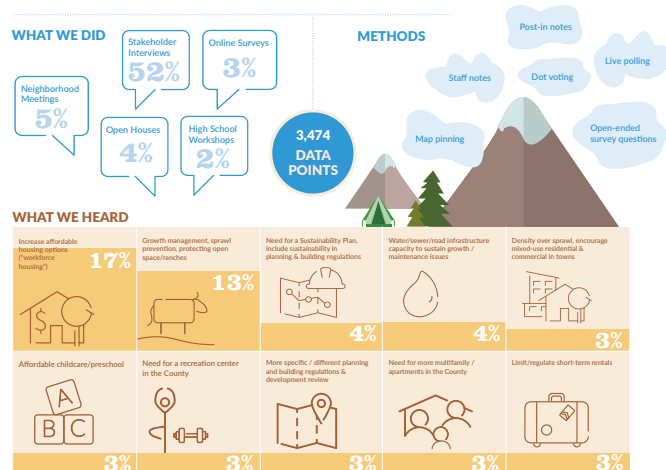 WHAT WE DID
Stakeholder
Interviews
52%
Online Surveys
3%
Neighborhood
Meetings
5%
Open Houses
4%
High School
Workshops
2%
3,474
DATA
POINTS
METHODS
Post-in notes
Live polling
Staff notes
Dot voting
Map pinning
Open-ended
survey questions
WHAT WE HEARD
Increase affordable
housing options
("workforce
housing")
17%
Growth management, sprawl
prevention, protecting open
space/ranches
13%
Need for a Sustainability Plan,
include sustainability in
planning & building regulations
4%
Water/sewer/road infrastructure
capacity to sustain growth /
maintenance issues
4%
Density over sprawl, encourage
mixed-use residential &
commercial in towns
3%
Affordable childcare/preschool
A
B C
3%
Need for a recreation center
in the County
3%
More specific / different planning
and building regulations &
development review
3%
Need for more multifamily /
apartments in the County
3%
Limit/regulate short-term rentals
3%